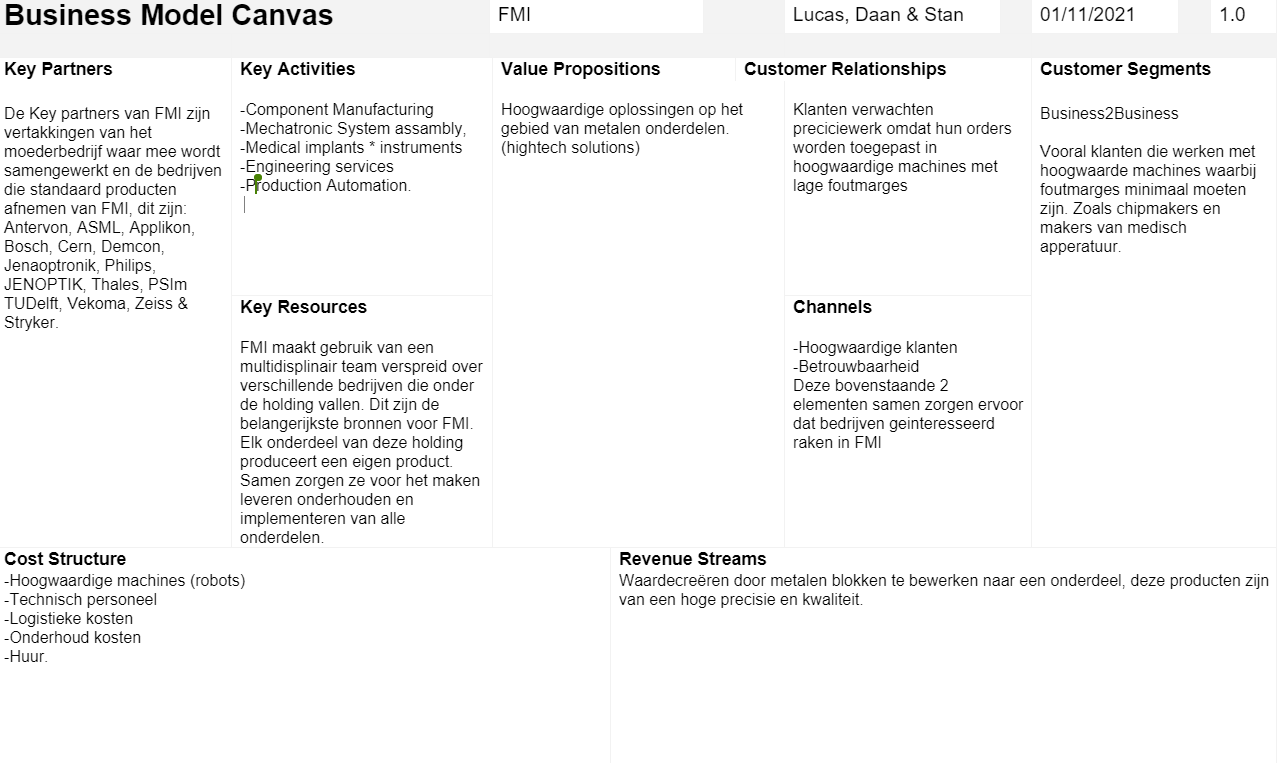 Business Model Canvas
FMI
Lucas, Daan & Stan
01/11/2021
1.0
Key Partners
De Key partners van FMI zijn
vertakkingen van het
moederbedrijf waar mee wordt
samengewerkt en de bedrijven
die standaard producten
afnemen van FMI, dit zijn:
Antervon, ASML, Applikon,
Bosch, Cern, Demcon,
Jenaoptronik, Philips,
JENOPTIK, Thales, PSIm
TUDelft, Vekoma, Zeiss &
Stryker.
Key Activities
-Component Manufacturing
-Mechatronic System assambly,
-Medical implants * instruments
-Engineering services
-Production Automation.
Key Resources
FMI maakt gebruik van een
multidisplinair team verspreid over
verschillende bedrijven die onder
de holding vallen. Dit zijn de
belangerijkste bronnen voor FMI.
Elk onderdeel van deze holding
produceert een eigen product.
Samen zorgen ze voor het maken
leveren onderhouden en
implementeren van alle
onderdelen.
Value Propositions
Hoogwaardige oplossingen op het
gebied van metalen onderdelen.
(hightech solutions)
Customer Relationships
Klanten verwachten
preciewerk omdat hun orders
worden toegepast in
hoogwaardige machines met
lage foutmarges
Channels
-Hoogwaardige klanten
-Betrouwbaarheid
Deze bovenstaande 2
elementen samen zorgen ervoor
dat bedrijven geinteresseerd
raken in FMI
Customer Segments
Business2Business
Vooral klanten die werken met
hoogwaarde machines waarbij
foutmarges minimaal moeten
zijn. Zoals chipmakers en
makers van medisch
apperatuur.
Cost Structure
-Hoogwaardige machines (robots)
-Technisch personeel
-Logistieke kosten
-Onderhoud kosten
-Huur.
Revenue Streams
Waardecreëren door metalen blokken te bewerken naar een onderdeel, deze producten zijn
van een hoge precisie en kwaliteit.